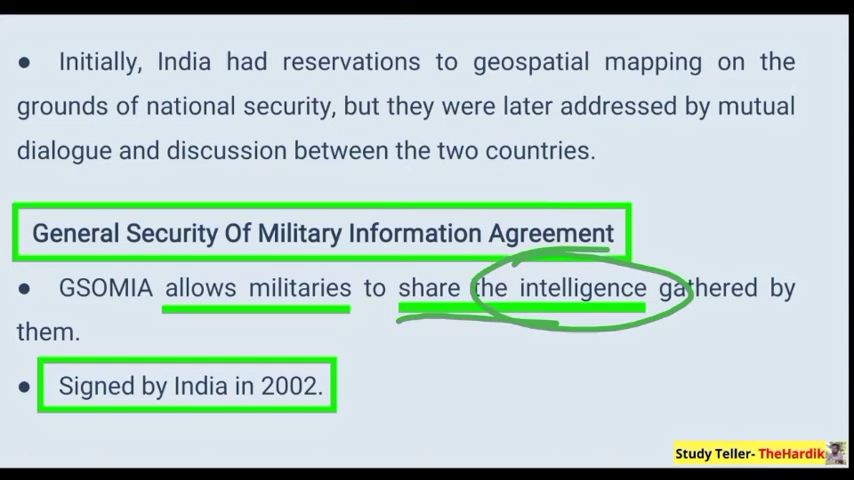 ● Initially, India had reservations to geospatial mapping on the
grounds of national security, but they were later addressed by mutual
dialogue and discussion between the two countries.
General Security Of Military Information Agreement
● GSOMIA allows militaries to share the intelligence gathered by
them.
● Signed by India in 2002.
Study Teller- TheHardik